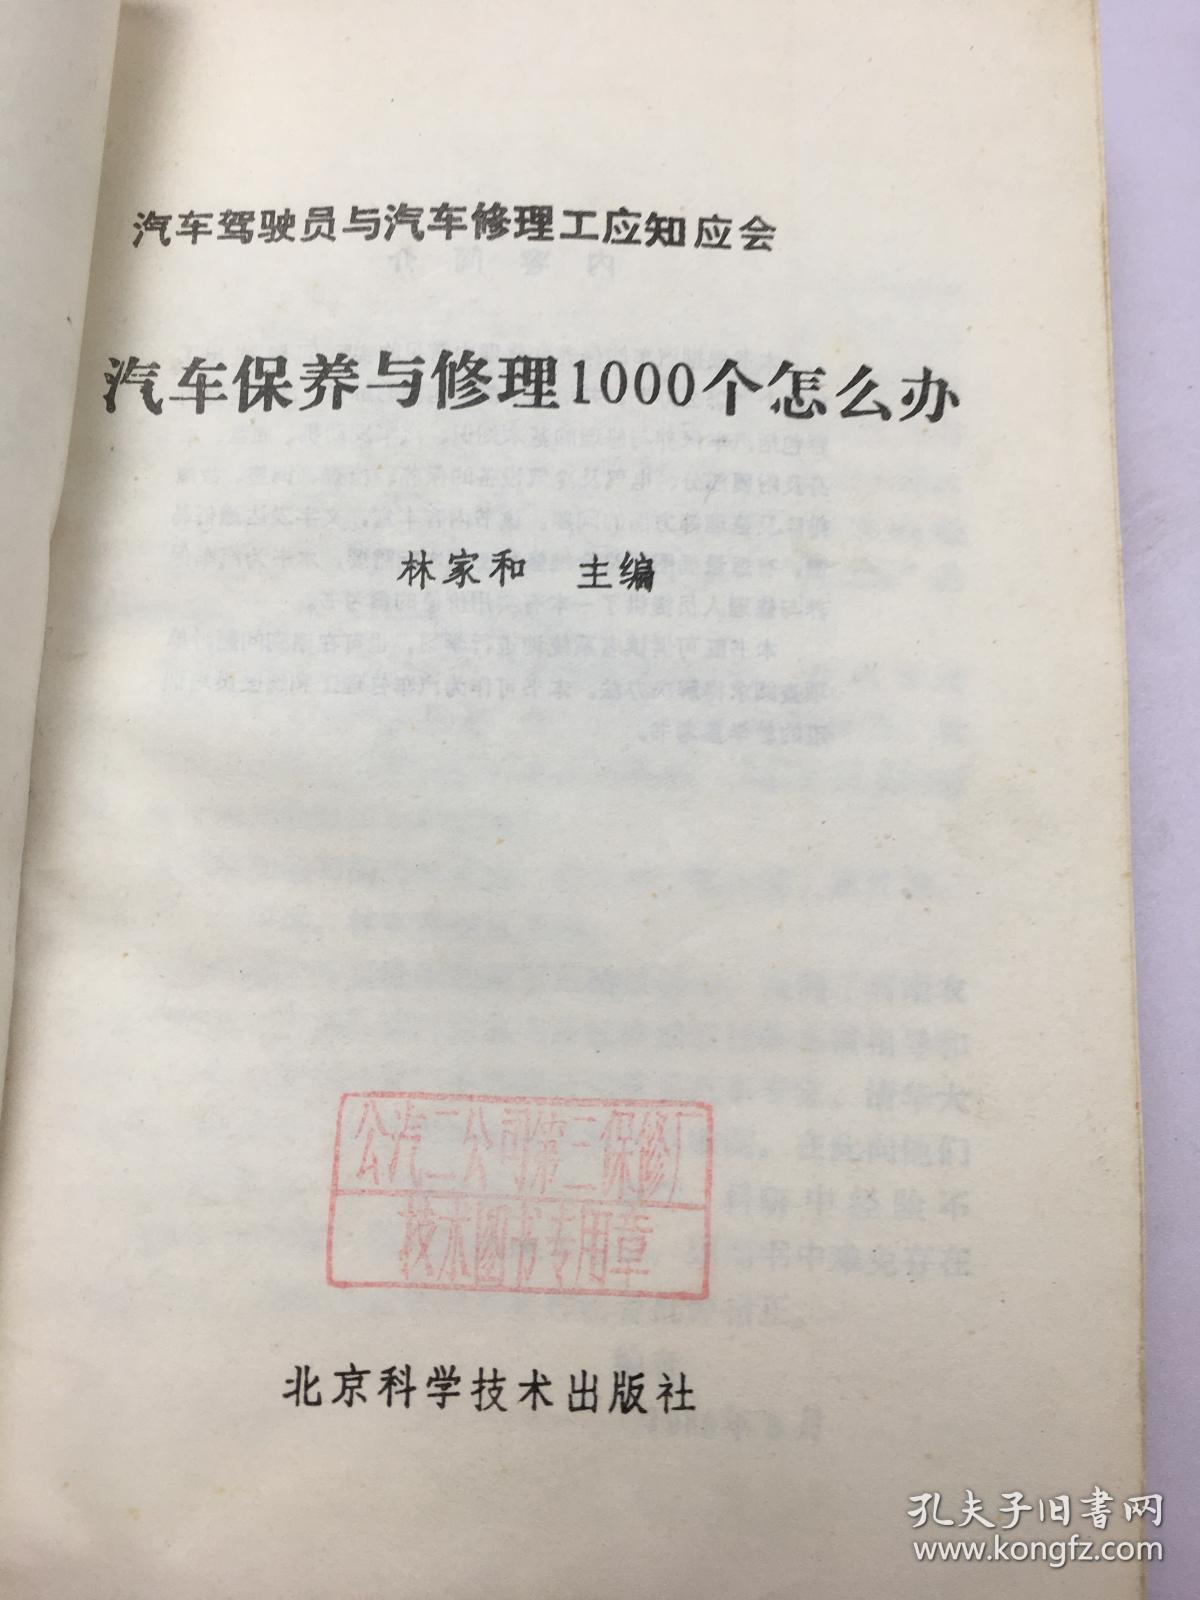 汽车驾驶员与汽车修理工应知应会
汽车保养与修理1000个怎么办
林家和 主编
公汽二公司第三保修厂
技术图书专用章
北京科学技术出版社
孔夫子旧书网
www.kongfz.com